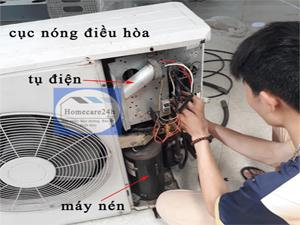 cục nóng điều hòa
tụ điện
Homecare24h
máy nén